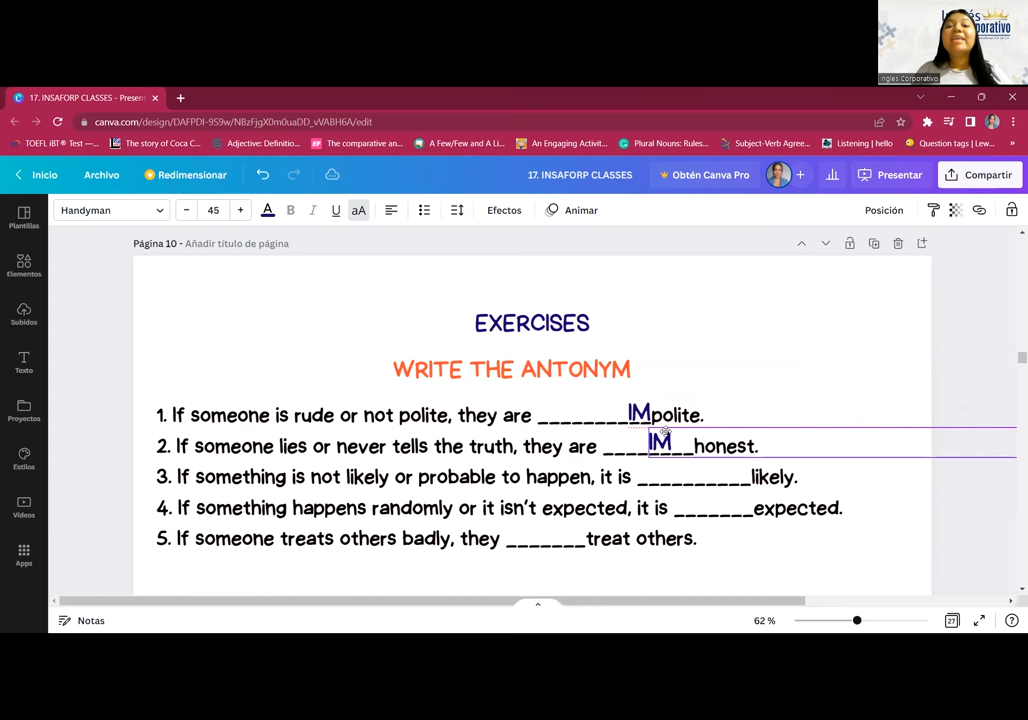 Inglés
Corporativo
Ingles Corporativo
17. INSAFORP CLASSES - Present
canva.com/design/DAFPDI-9S9w/NBzFjgX0m0uaDD_vVABH6A/edit
TOEFL iBT® Test —...
The story of Coca C...
Adjective: Definitio...
The comparative an...
A Few/Few and A Li...
An Engaging Activit...
Plural Nouns: Rules...
Subject-Verb Agree...
Listening | hello
Question tags | Lew...
Inicio
Archivo
Redimensionar
17. INSAFORP CLASSES
Obtén Canva Pro
Presentar
Compartir
Handyman
45
A
B
I
U
aA
Efectos
Animar
Posición
Plantillas
Elementos
Subidos
Texto
Proyectos
Estilos
Videos
Apps
Página 10 - Añadir título de página
EXERCISES
WRITE THE ANTONYM
1. If someone is rude or not polite, they are __________IMpolite.
2. If someone lies or never tells the truth, they are ____IM____honest.
3. If something is not likely or probable to happen, it is __________likely.
4. If something happens randomly or it isn't expected, it is _______expected.
5. If someone treats others badly, they _______treat others.
Notas
62 %
27